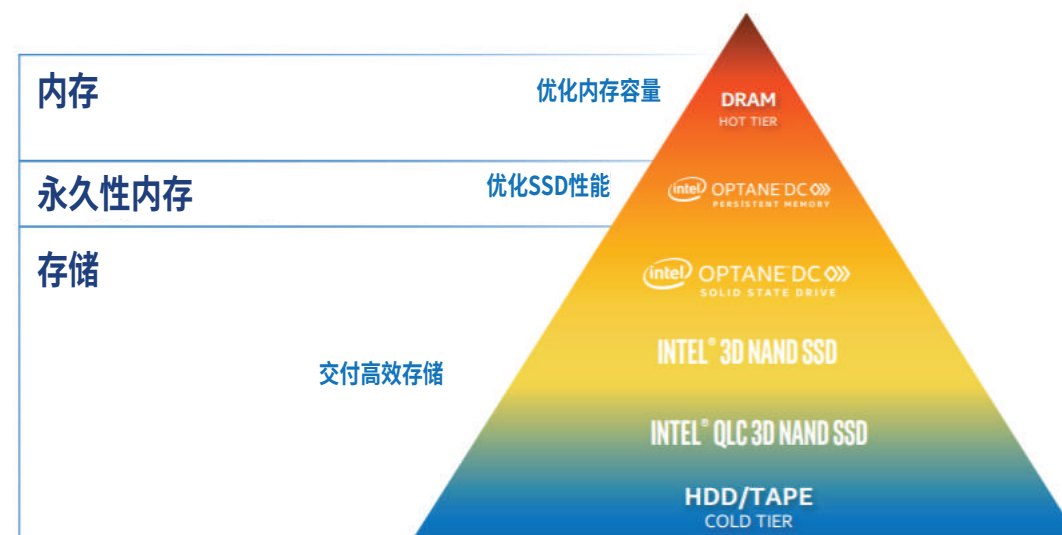 内存
优化内存容量
DRAM
HOT TIER
永久性内存
优化SSD性能
intel OPTANE DC
PERSISTENT MEMORY
存储
intel OPTANE DC
SOLID STATE DRIVE
INTEL® 3D NAND SSD
交付高效存储
INTEL® QLC 3D NAND SSD
HDD/TAPE
COLD TIER